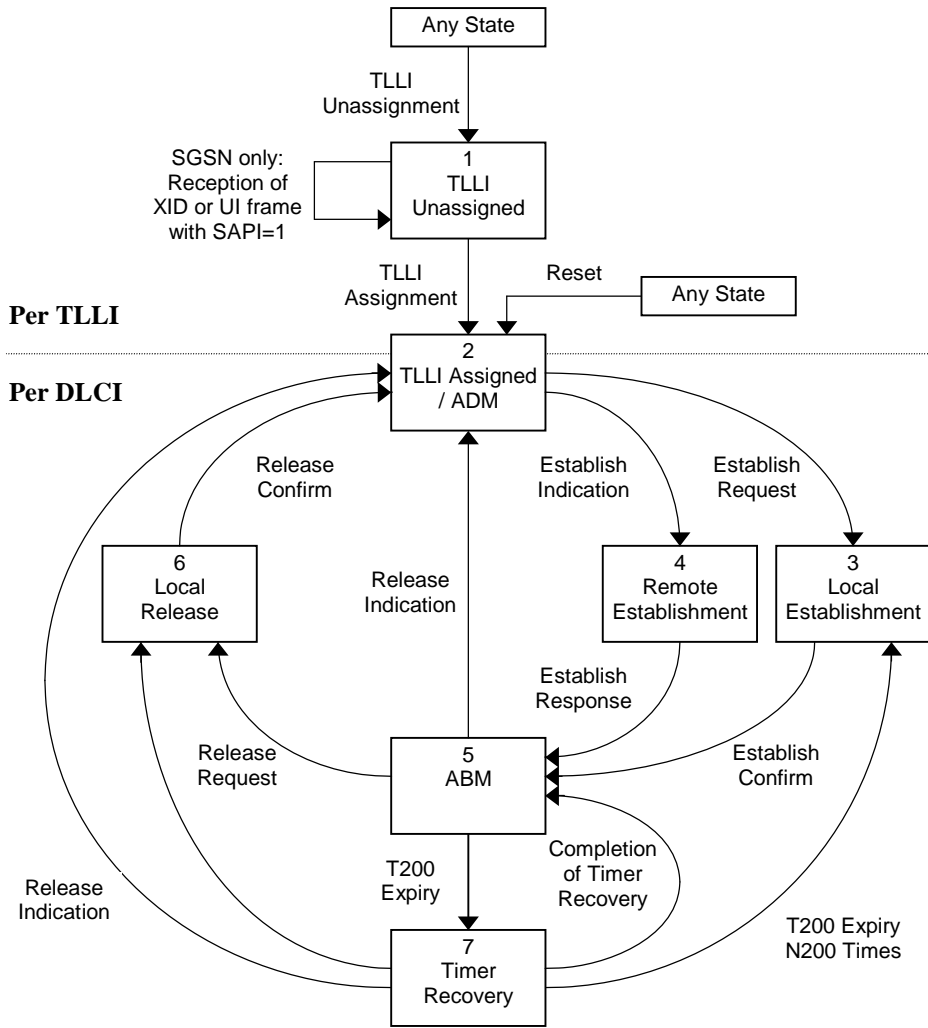 Any State
TLLI
Unassignment
SGSN only:
Reception of
XID or UI frame
with SAPI=1
1
TLLI
Unassigned
TLLI
Assignment
Reset
Any State
Per TLLI
2
TLLI Assigned
/ ADM
Per DLCI
Release
Confirm
Establish
Indication
Establish
Request
6
Local
Release
Release
Indication
4
Remote
Establishment
3
Local
Establishment
Establish
Response
Release
Request
5
ABM
Establish
Confirm
T200
Expiry
Completion
of Timer
Recovery
Release
Indication
T200 Expiry
N200 Times
7
Timer
Recovery